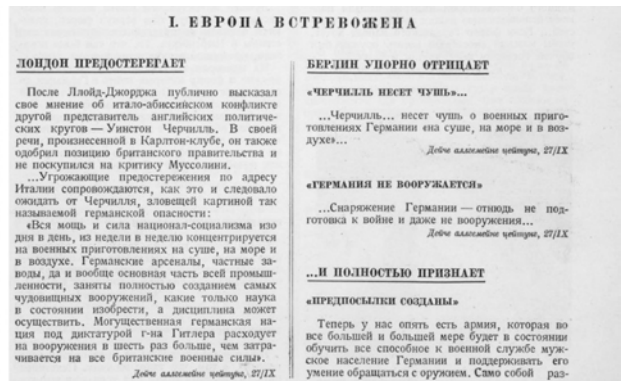 I. ЕВРОПА ВСТРЕВОЖЕНА
ЛОНДОН ПРЕДОСТЕРЕГАЕТ
После Ллойд-Джорджа публично высказал
свое мнение об итало-абиссийском конфликте
другой представитель английских политиче-
ских кругов — Уинстон Черчилль. В своей
речи, произнесенной в Карлтон-клубе, он также
одобрил позицию британского правительства и
не поскупился на критику Муссолини.
...Угрожающие предостережения по адресу
Италии сопровождаются, как это и следовало
ожидать от Черчилля, зловещей картиной так
называемой германской опасности:
«Вся мощь и сила национал-социализма изо
дня в день, из недели в неделю концентрируется
на военных приготовлениях на суше, на море и
в воздухе. Германские арсеналы, частные за-
воды, да и вообще основная часть всей промыш-
ленности, заняты полностью созданием самых
чудовищных вооружений, какие только наука
в состоянии изобрести, а дисциплина может
осуществить. Могущественная германская на-
ция под диктатурой г-на Гитлера расходует
на вооружения в шесть раз больше, чем затра-
чивается на все британские военные силы».
Дейче аллгемейне цейтунг, 27/IX
БЕРЛИН УПОРНО ОТРИЦАЕТ
«ЧЕРЧИЛЛЬ НЕСЕТ ЧУШЬ»...
...Черчилль... несет чушь о военных приго-
товлениях Германии «на суше, на море и в воз-
духе»...
Дейче аллгемейне цейтунг, 27/IX
«ГЕРМАНИЯ НЕ ВООРУЖАЕТСЯ»
...Снаряжение Германии — отнюдь не под-
готовка к войне и даже не вооружения...
Дейче аллгемейне цейтунг, 27/IX
...И ПОЛНОСТЬЮ ПРИЗНАЕТ
«ПРЕДПОСЫЛКИ СОЗДАНЫ»
Теперь у нас опять есть армия, которая во
все большей и большей мере будет в состоянии
обучить все способное к военной службе муж-
ское население Германии и поддерживать его
умение обращаться с оружием. Само собой раз-